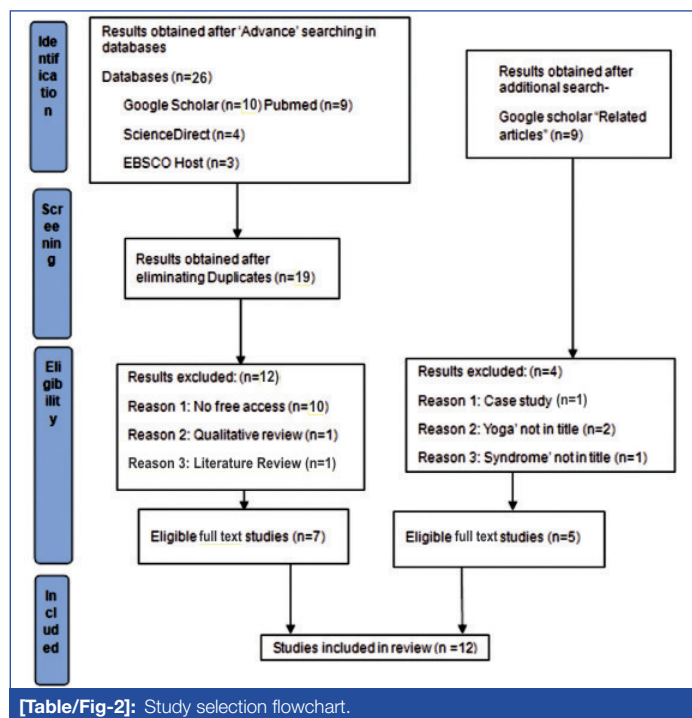 Ide
ntif
ica
tio
n
Results obtained after 'Advance' searching in
databases
Databases (n=26)
Google Scholar (n=10) Pubmed (n=9)
ScienceDirect (n=4)
EBSCO Host (n=3)
Results obtained after
additional search-
Google scholar "Related
articles" (n=9)
Scr
ee
nin
g
Results obtained after
eliminating Duplicates (n=19)
Eli
gib
ilit
y
Results excluded: (n=12)
Reason 1: No free access (n=10)
Reason 2: Qualitative review (n=1)
Reason 3: Literature Review (n=1)
Results excluded: (n=4)
Reason 1: Case study (n=1)
Reason 2: Yoga' not in title (n=2)
Reason 3: Syndrome' not in title (n=1)
Eligible full text studies (n=7)
Eligible full text studies (n=5)
In
cl
ud
ed
Studies included in review (n =12)
[Table/Fig-2]: Study selection flowchart.